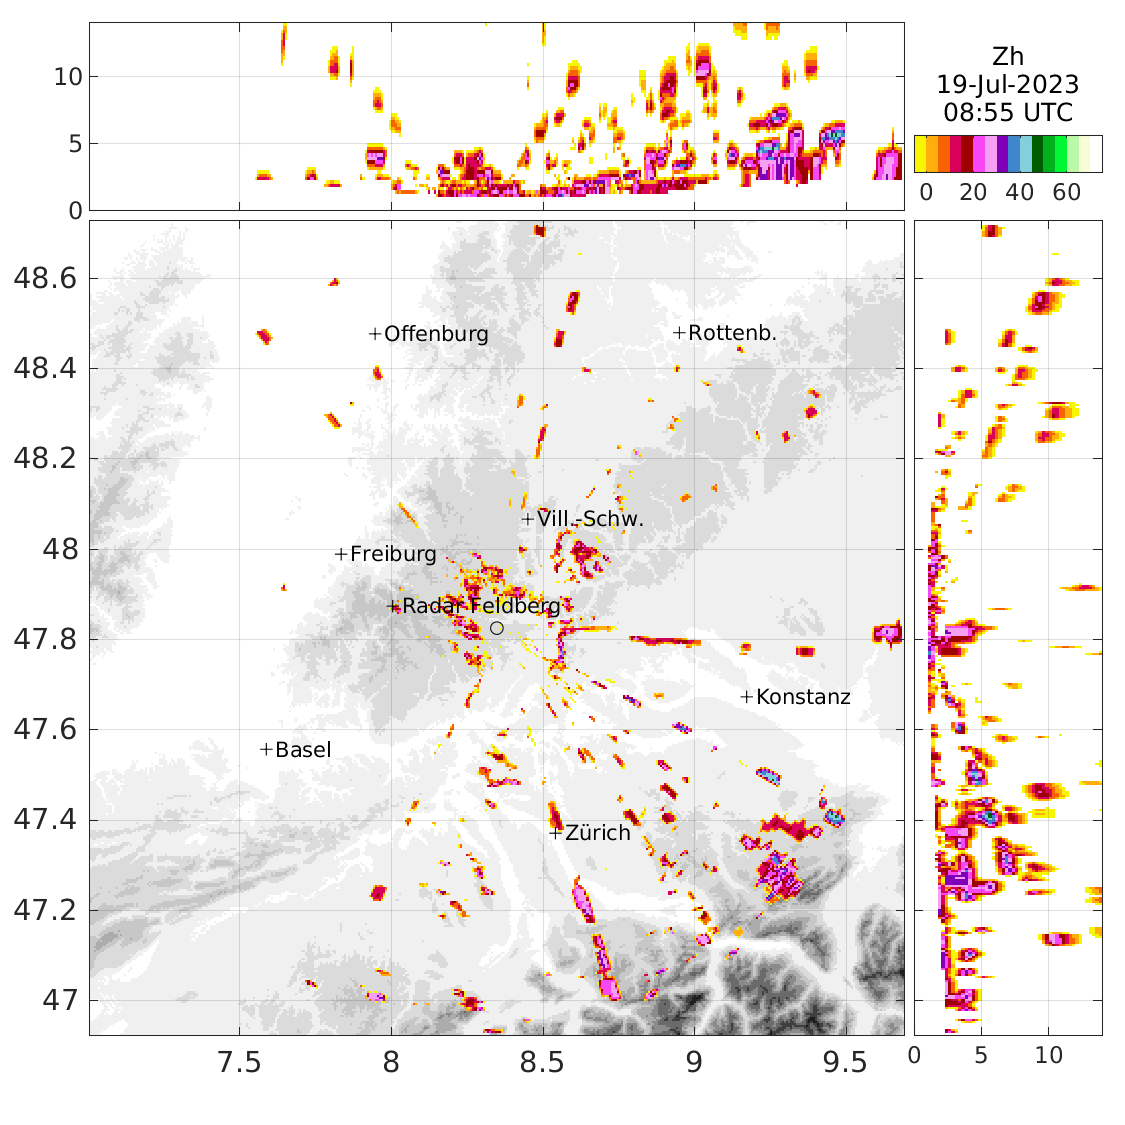 10
5
0
Zh
19-Jul-2023
08:55 UTC
0 20 40 60
48.6
48.4
48.2
48
47.8
47.6
47.4
47.2
47
+Offenburg
+Rottenb.
+Vill.-Schw.
+Freiburg
+Radar Feldberg
+Konstanz
+Basel
+Zürich
7.5 8 8.5 9 9.5
0 5 10